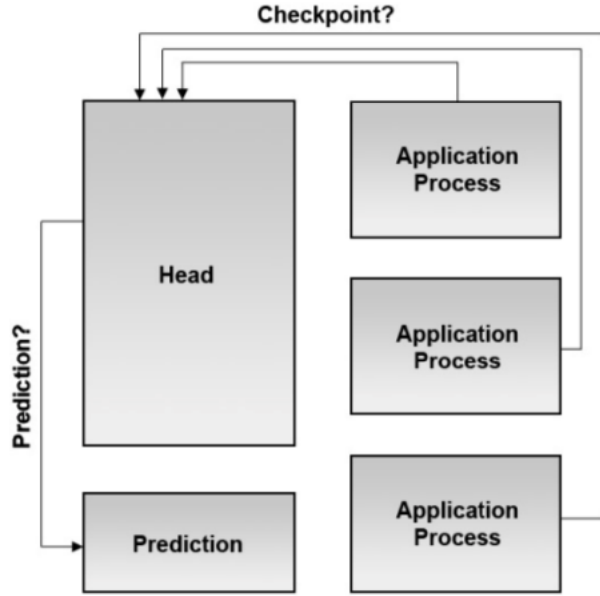 Checkpoint?
Application
Process
Head
Application
Process
Prediction?
Application
Process
Prediction